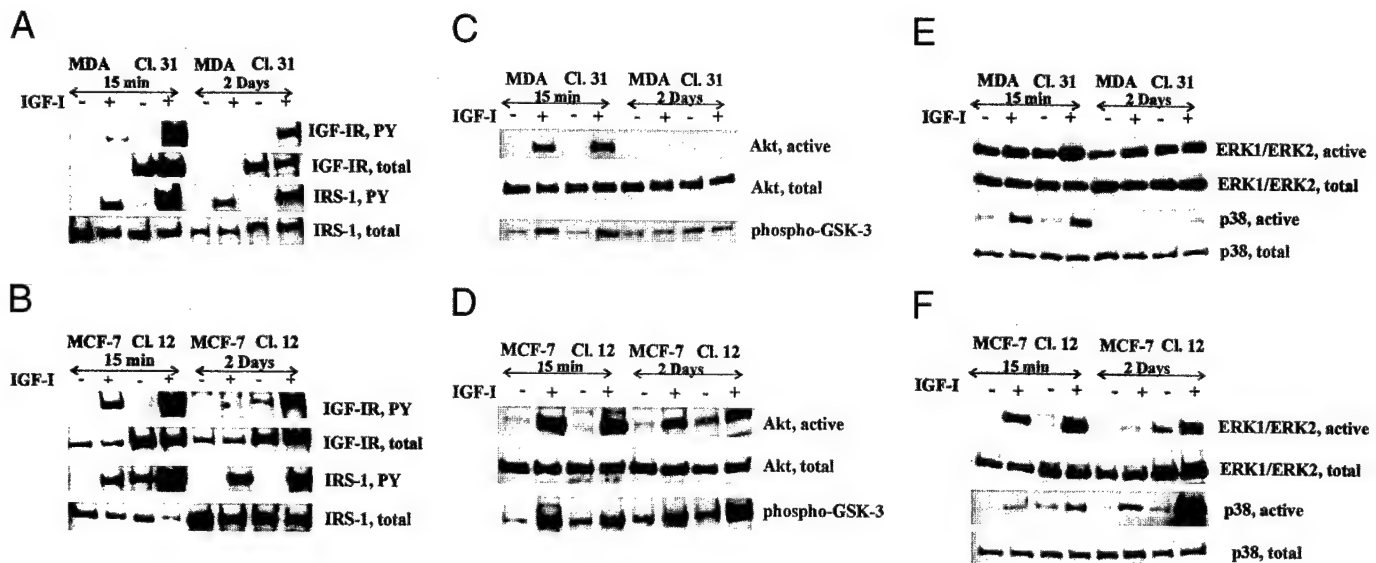 A
MDA Cl. 31 MDA Cl. 31
15 min 2 Days
IGF-I - + - + - + - +
IGF-IR, PY
IGF-IR, total
IRS-1, PY
IRS-1, total
B
MCF-7 Cl. 12 MCF-7 Cl. 12
15 min 2 Days
IGF-I - + - + - + - +
IGF-IR, PY
IGF-IR, total
IRS-1, PY
IRS-1, total
C
MDA Cl. 31 MDA Cl. 31
15 min 2 Days
IGF-I - + - + - + - +
Akt, active
Akt, total
phospho-GSK-3
D
MCF-7 Cl. 12 MCF-7 Cl. 12
15 min 2 Days
IGF-I - + - + - + - +
Akt, active
Akt, total
phospho-GSK-3
E
MDA Cl. 31 MDA Cl. 31
15 min 2 Days
IGF-I - + - + - + - +
ERK1/ERK2, active
ERK1/ERK2, total
p38, active
p38, total
F
MCF-7 Cl. 12 MCF-7 Cl. 12
15 min 2 Days
IGF-I - + - + - + - +
ERK1/ERK2, active
ERK1/ERK2, total
p38, active
p38, total